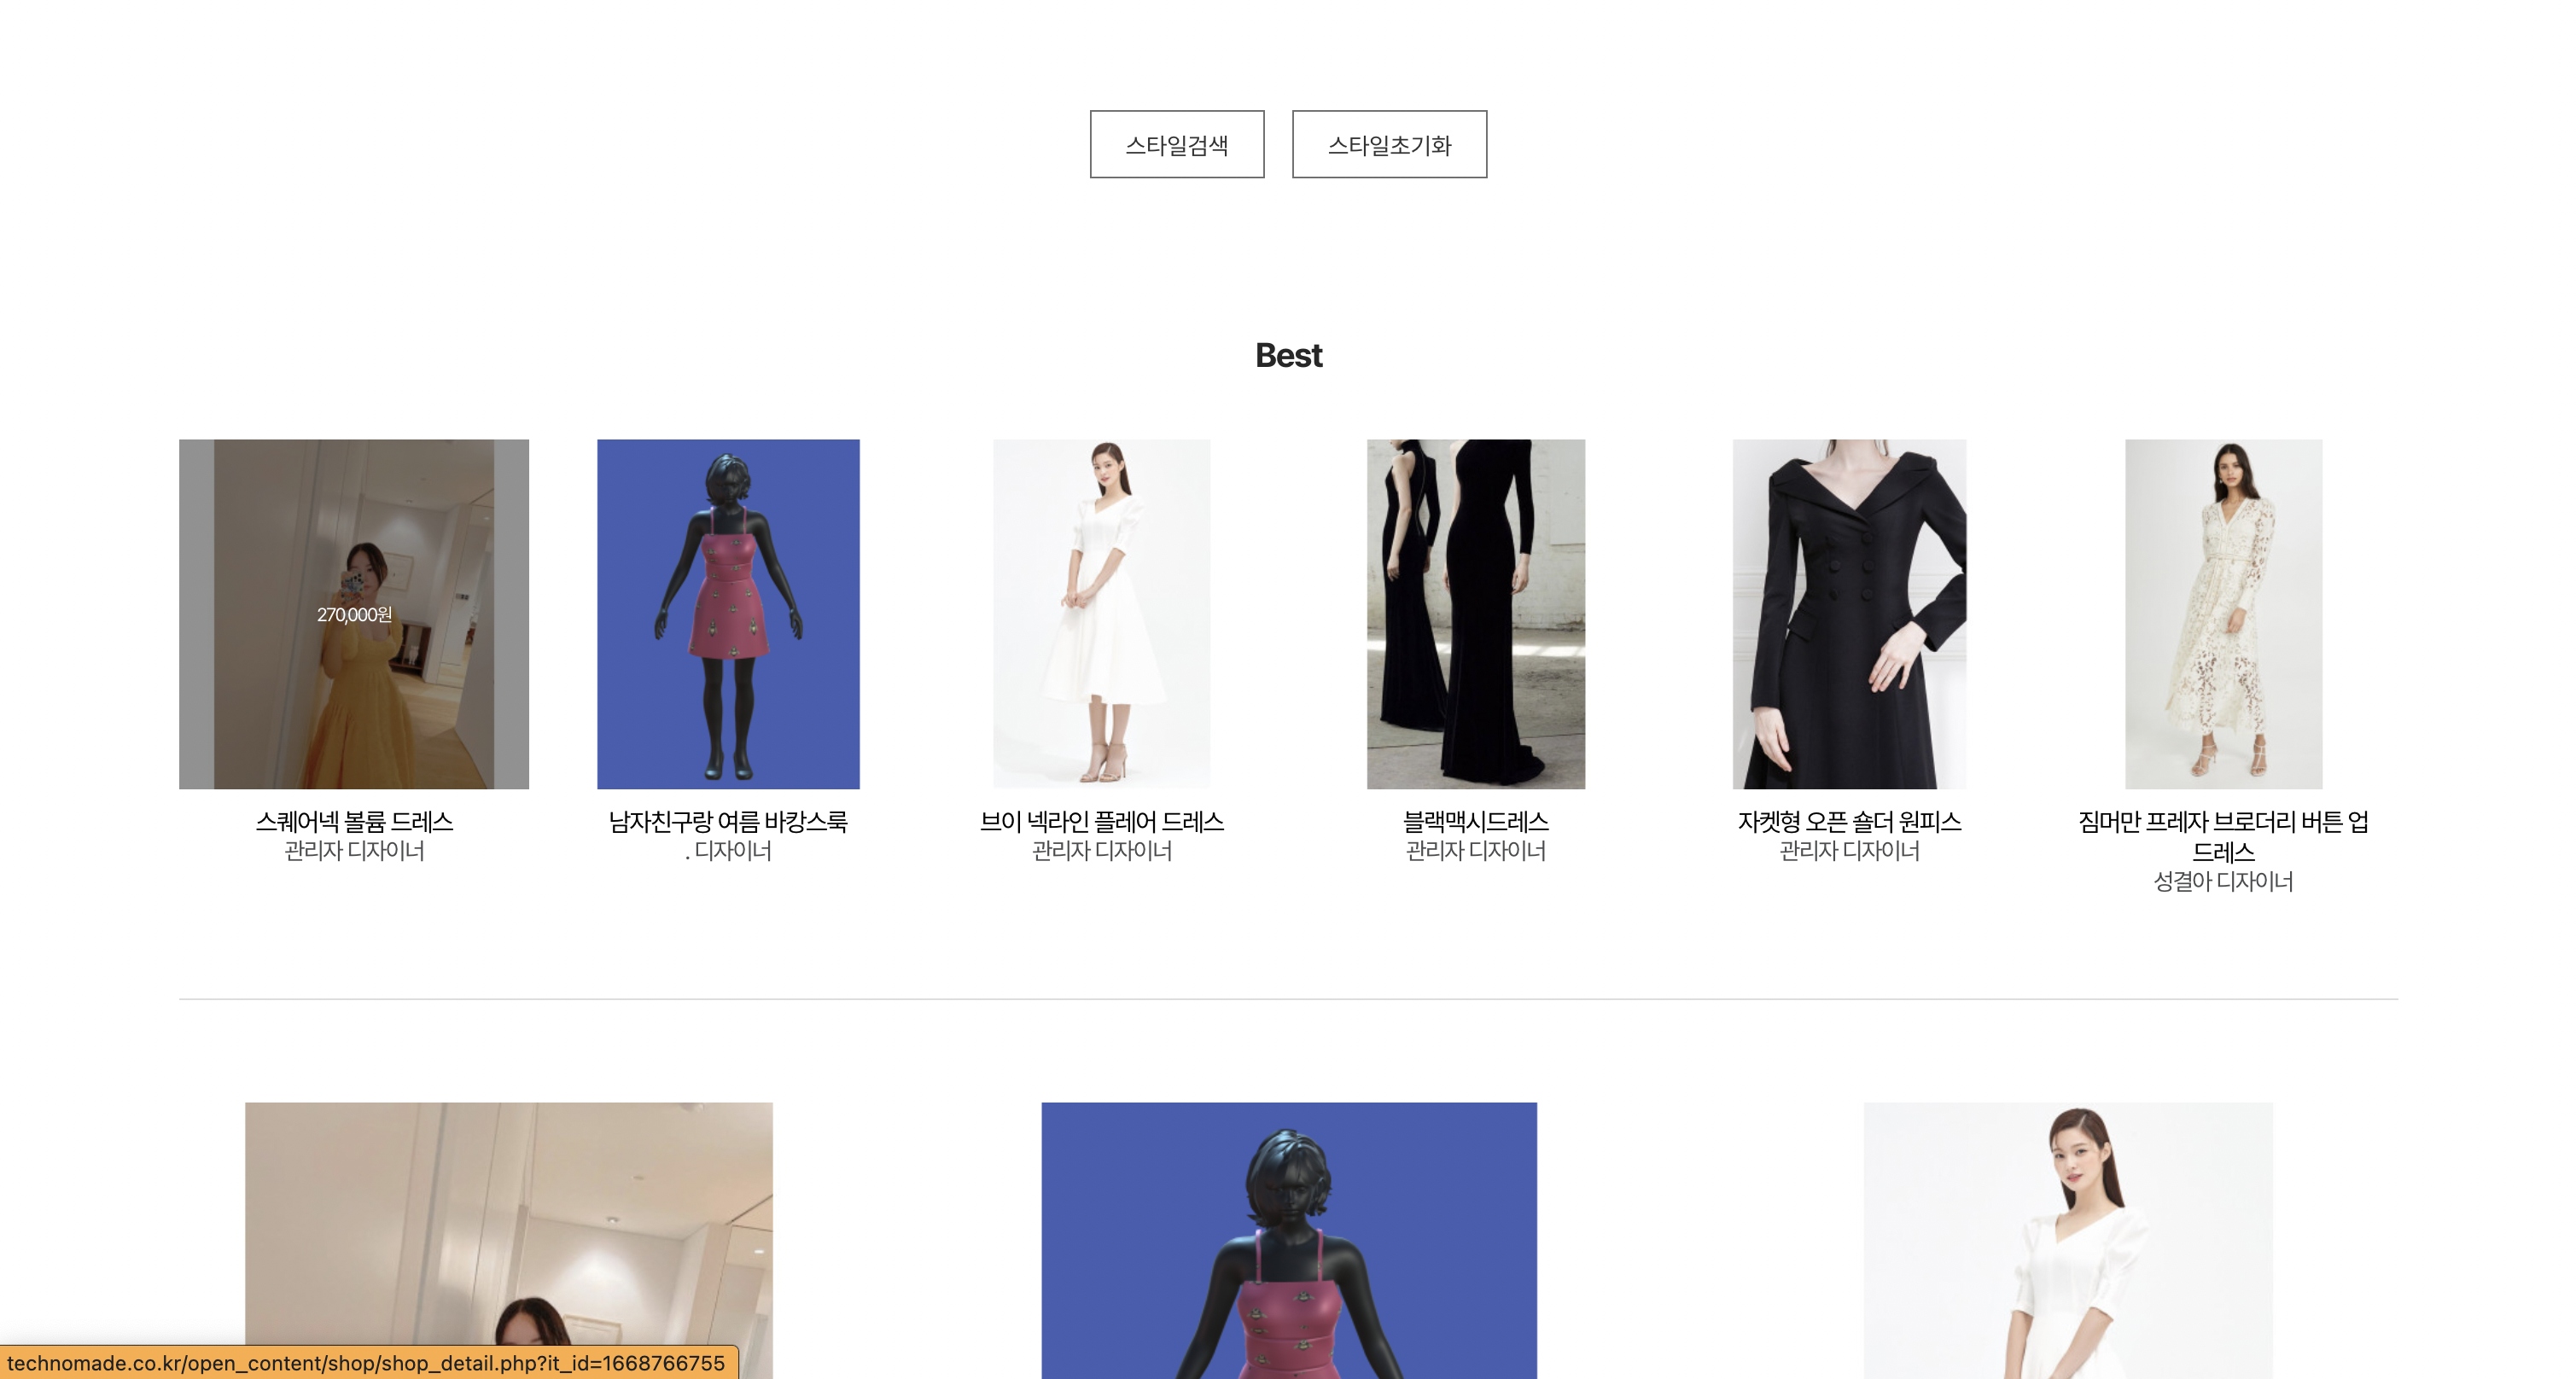 스타일검색
스타일초기화
Best
270,000원
스퀘어넥 볼륨 드레스
관리자 디자이너
남자친구랑 여름 바캉스룩
. 디자이너
브이 넥라인 플레어 드레스
관리자 디자이너
블랙맥시드레스
관리자 디자이너
자켓형 오픈 숄더 원피스
관리자 디자이너
짐머만 프레자 브로더리 버튼 업
드레스
성결아 디자이너
technomade.co.kr/open_content/shop/shop_detail.php?it_id=1668766755